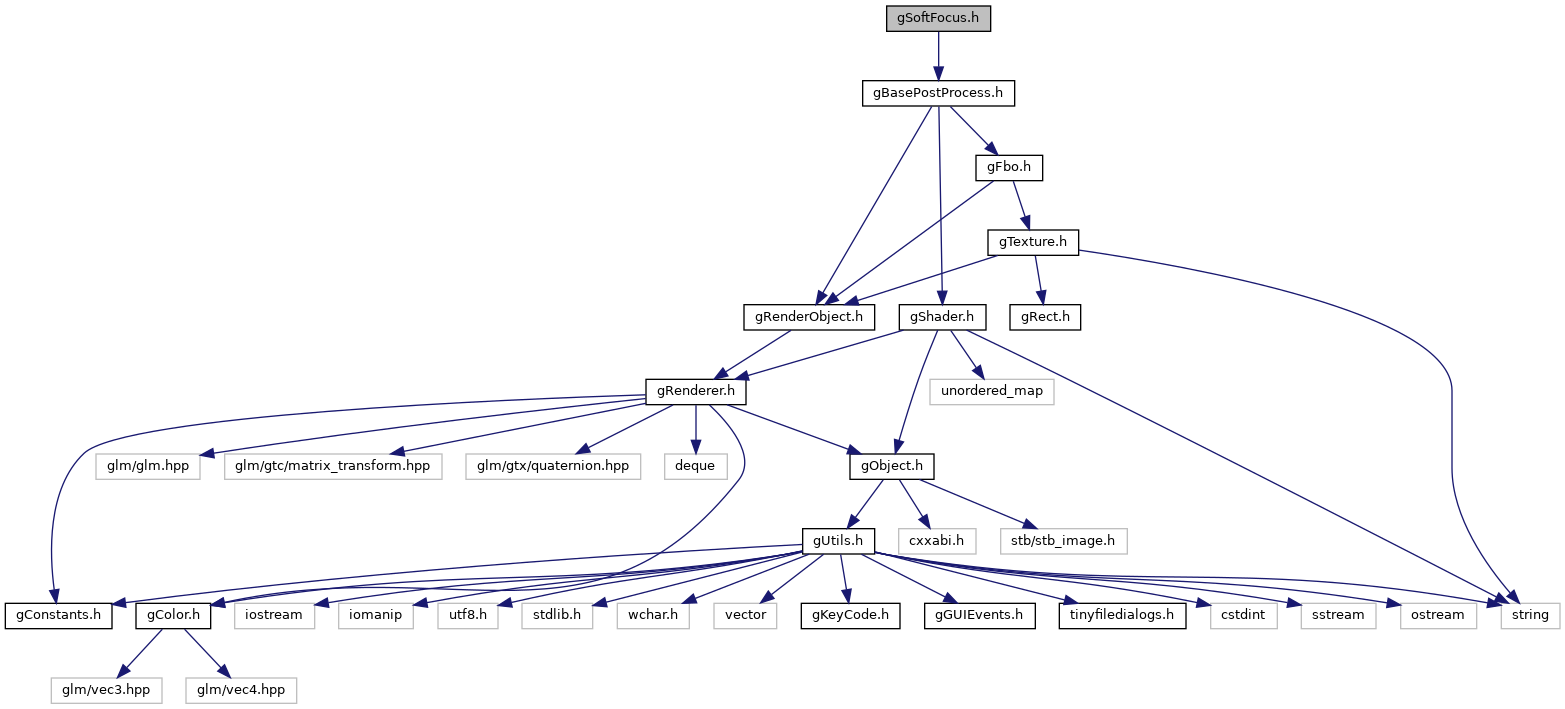 gSoftFocus.h
gBasePostProcess.h
gFbo.h
gTexture.h
gRenderObject.h
gShader.h
gRect.h
gRenderer.h
unordered_map
glm/glm.hpp
glm/gtc/matrix_transform.hpp
glm/gtx/quaternion.hpp
deque
gObject.h
gUtils.h
cxxabi.h
stb/stb_image.h
gConstants.h
gColor.h
iostream
iomanip
utf8.h
stdlib.h
wchar.h
vector
gKeyCode.h
gGUIEvents.h
tinyfiledialogs.h
cstdint
sstream
ostream
string
glm/vec3.hpp
glm/vec4.hpp